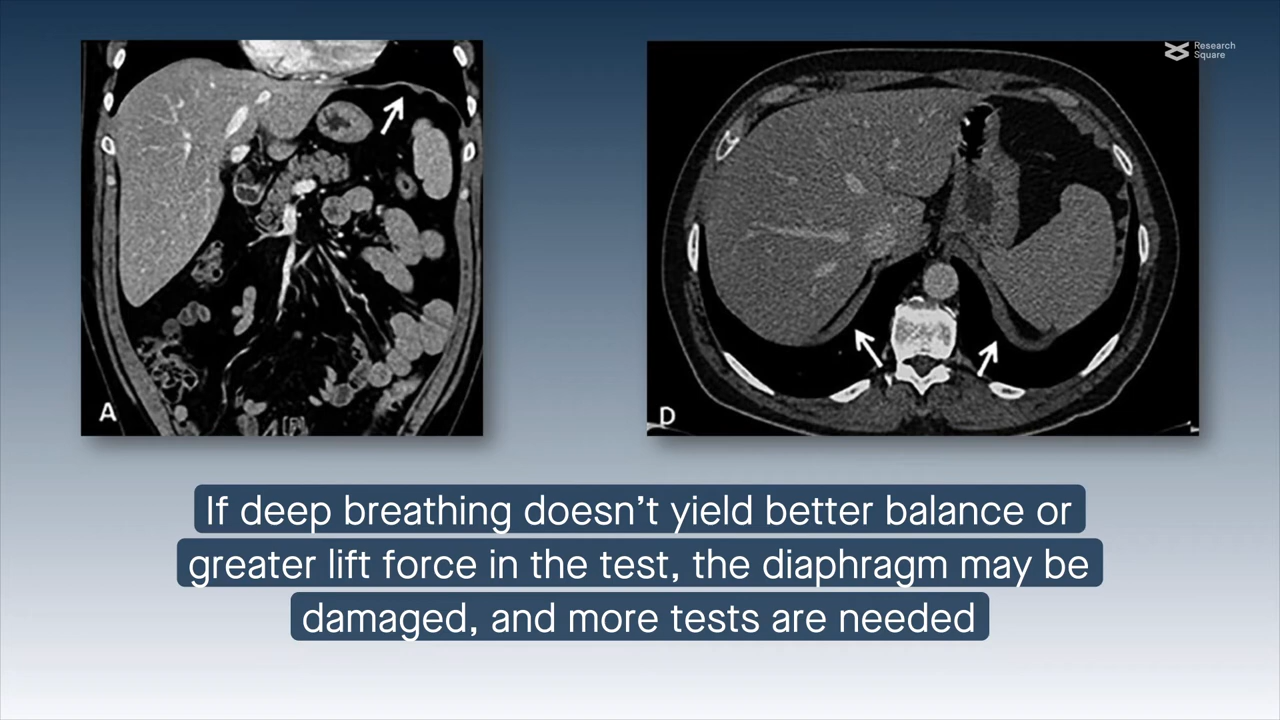 Research
Square
A
D
If deep breathing doesn't yield better balance or
greater lift force in the test, the diaphragm may be
damaged, and more tests are needed